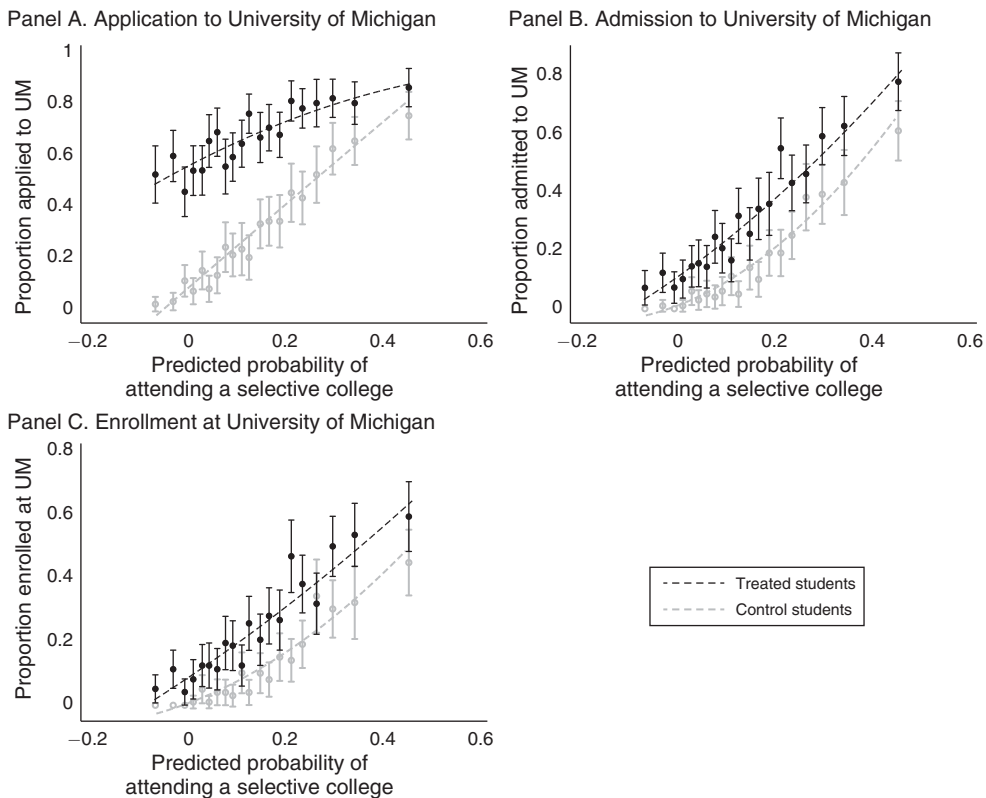 Panel A. Application to University of Michigan
Proportion applied to UM
1
0.8
0.6
0.4
0.2
0
−0.2 0 0.2 0.4 0.6
Predicted probability of
attending a selective college
Panel B. Admission to University of Michigan
Proportion admitted to UM
0.8
0.6
0.4
0.2
0
−0.2 0 0.2 0.4 0.6
Predicted probability of
attending a selective college
Panel C. Enrollment at University of Michigan
Proportion enrolled at UM
0.8
0.6
0.4
0.2
0
−0.2 0 0.2 0.4 0.6
Predicted probability of
attending a selective college
Treated students
Control students